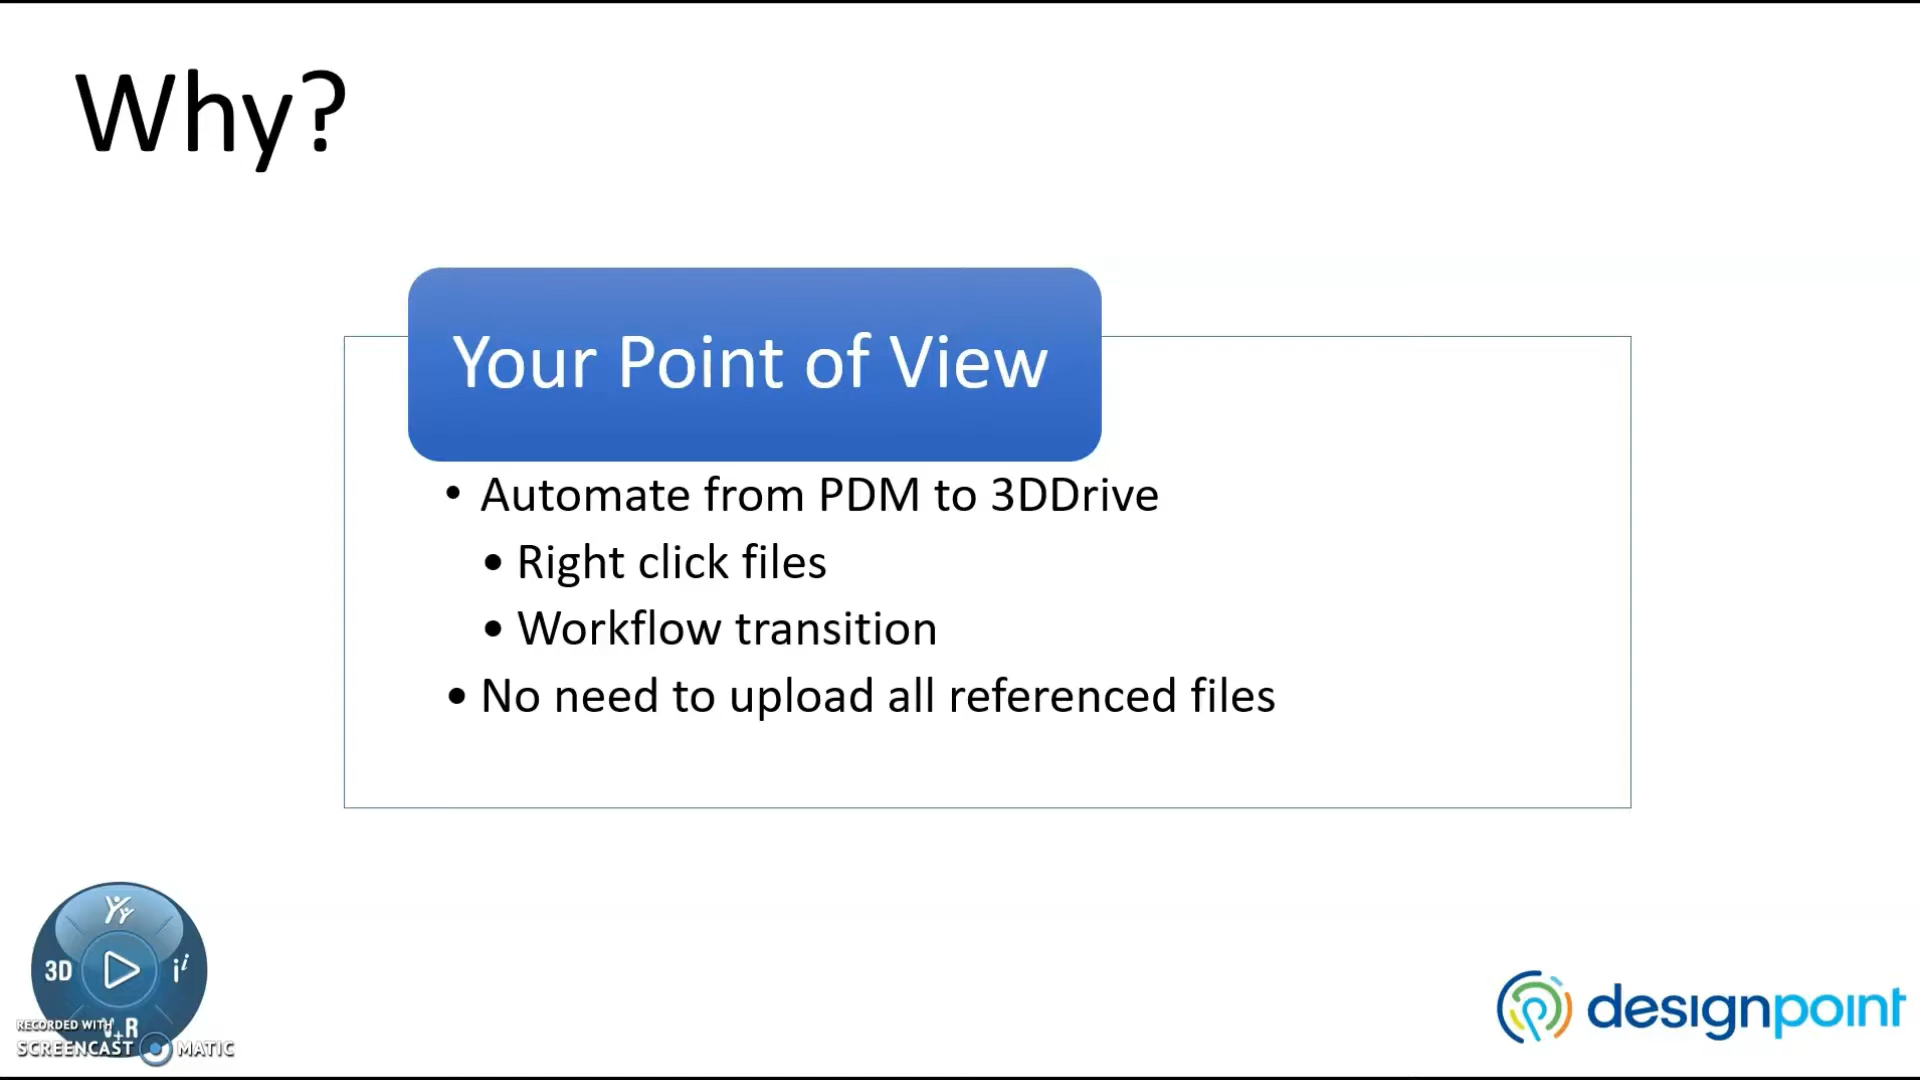 Why?
Your Point of View
• Automate from PDM to 3DDrive
• Right click files
• Workflow transition
• No need to upload all referenced files
3D
i
V+R
RECORDED WITH
SCREENCAST MATIC
designpoint